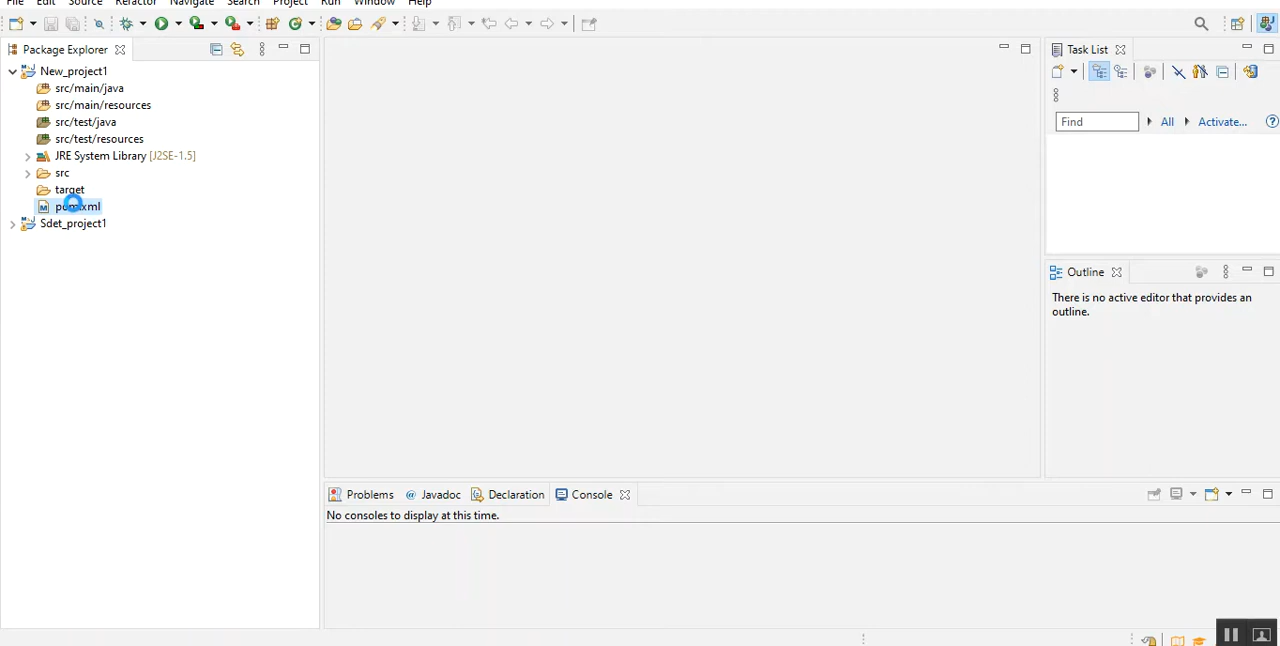 File Edit Source Refactor Navigate Search Project Run Window Help
Package Explorer
New_project1
src/main/java
src/main/resources
src/test/java
src/test/resources
JRE System Library [J2SE-1.5]
src
target
pom.xml
Sdet_project1
Task List
Find All Activate...
Outline
There is no active editor that provides an
outline.
Problems Javadoc Declaration Console
No consoles to display at this time.